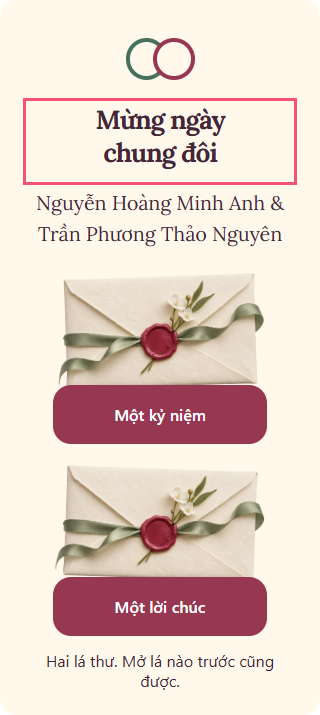 Mừng ngày
chung đôi
Nguyễn Hoàng Minh Anh &
Trần Phương Thảo Nguyên
Một kỷ niệm
Một lời chúc
Hai lá thư. Mở lá nào trước cũng
được.